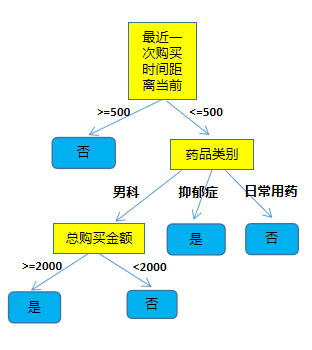 最近一
次购买
时间距
离当前
>=500
<=500
否
药品类别
男科
抑郁症
日常用药
总购买金额
是
否
>=2000
<2000
是
否